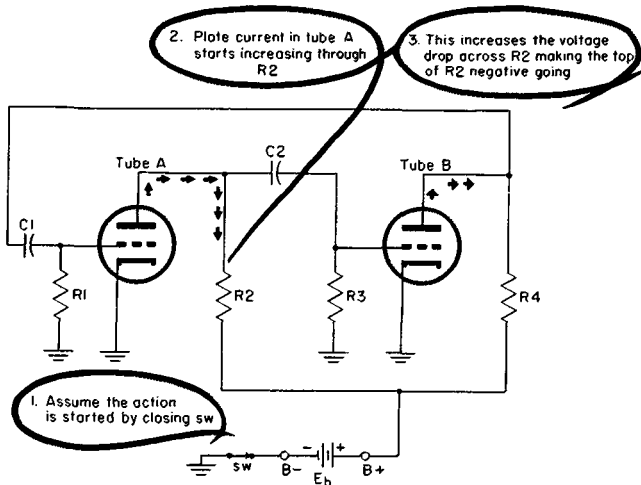 2. Plate current in tube A
starts increasing through
R2
3. This increases the voltage
drop across R2 making the top
of R2 negative going
Tube A
C2
Tube B
C1
R1
R2
R3
R4
1. Assume the action
is started by closing sw
- +
sw B- Eb B+